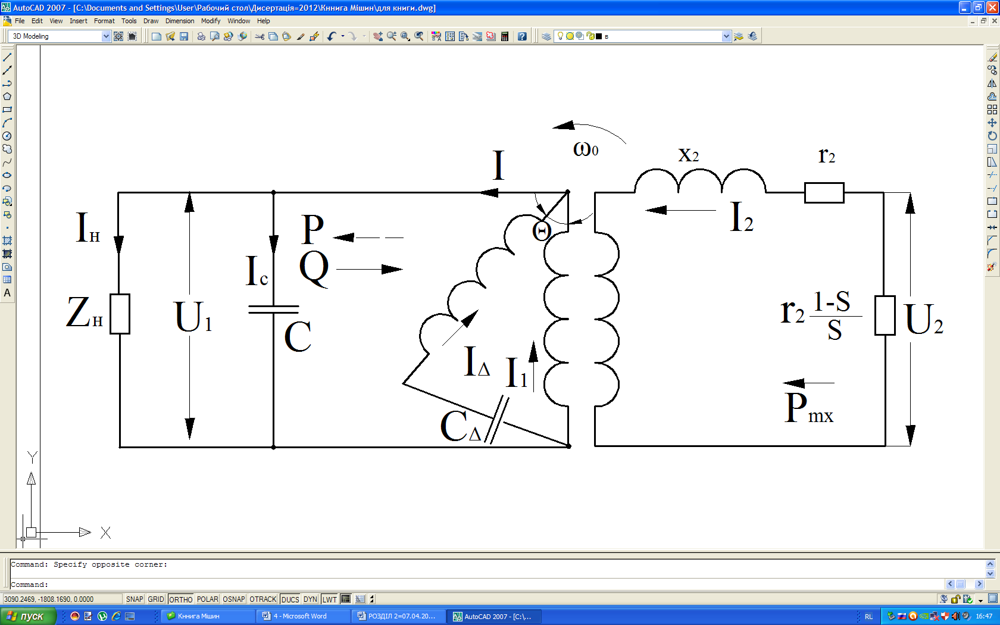 AutoCAD 2007 - [C:\Documents and Settings\User\Рабочий стол\Дисертація=2012\Кннига Мішин\для книги.dwg]
File Edit View Insert Format Tools Draw Dimension Modify Window Help
3D Modeling
в
ω0
I
x2
r2
Iн
P
Θ
I2
Q
Ic
Zн
U1
C
r2 1-S
S
U2
IΔ
I1
Pmx
CΔ
Y
X
Command: Specify opposite corner:
Command:
3090.2469, -1808.1690, 0.0000 SNAP GRID ORTHO POLAR OSNAP OTRACK DUCS DYN LWT
пуск Кннига Мішин 4 - Microsoft Word РОЗДІЛ 2=07.04.20... AutoCAD 2007 - [C:\... RU 16:47